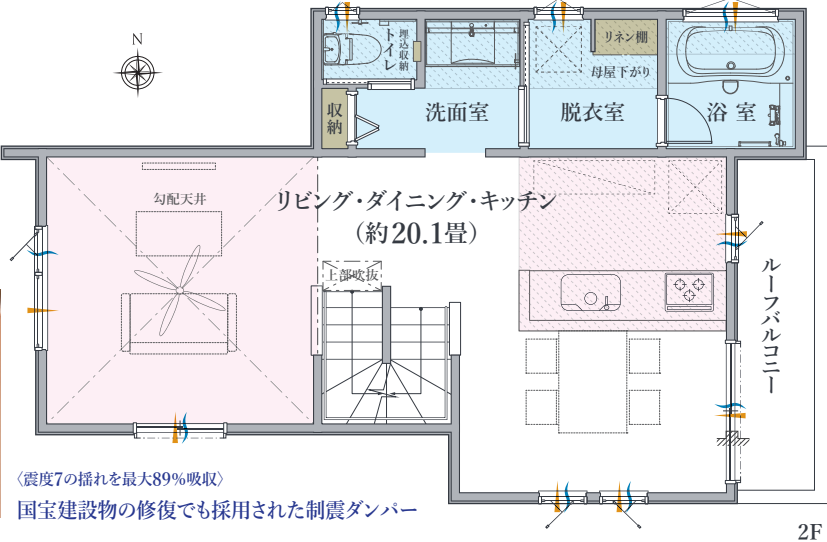 N
トイレ
埋込収納
リネン棚
母屋下がり
収納
洗面室
脱衣室
浴室
勾配天井
リビング・ダイニング・キッチン
(約20.1畳)
上部吹抜
ルーフバルコニー
〈震度7の揺れを最大89%吸収〉
国宝建設物の修復でも採用された制震ダンパー
2F